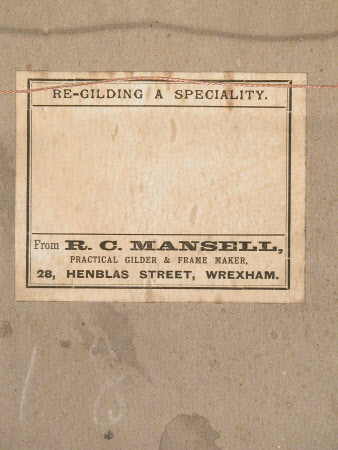 RE-GILDING A SPECIALITY.
From R. C. MANSELL,
PRACTICAL GILDER & FRAME MAKER,
28, HENBLAS STREET, WREXHAM.